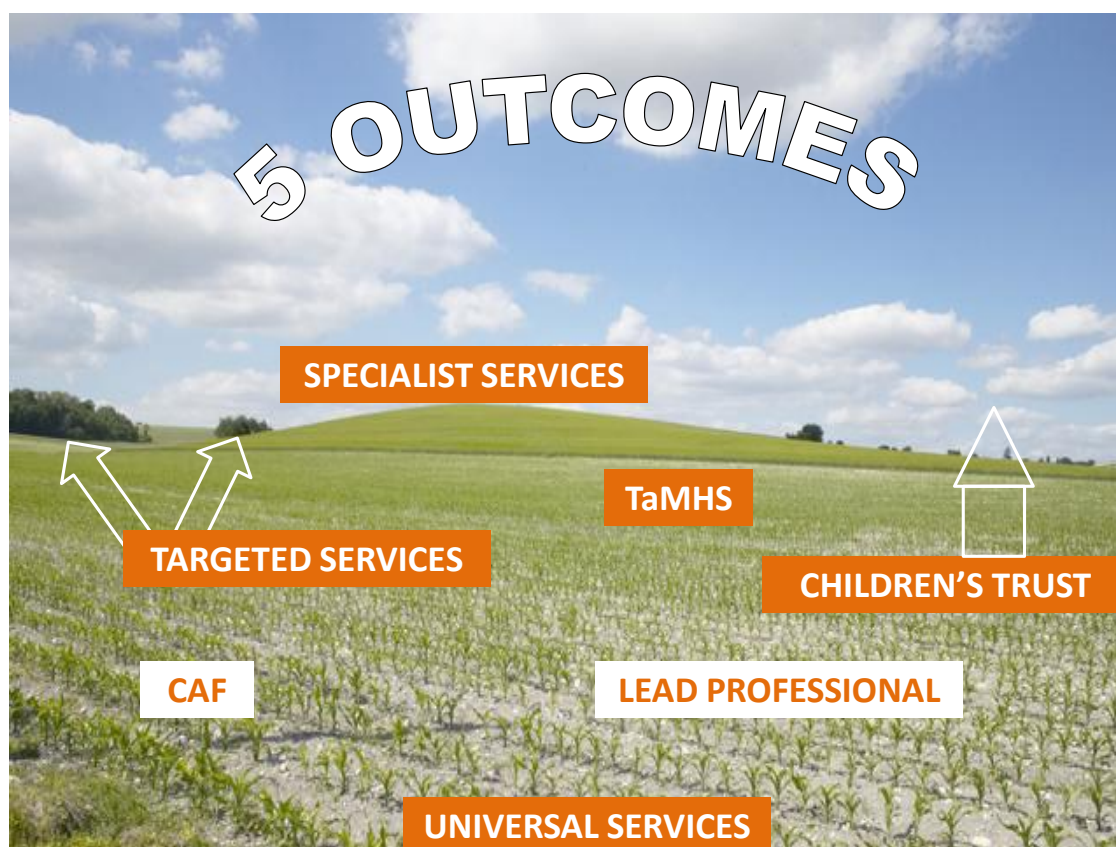 5 OUTCOMES
SPECIALIST SERVICES
TaMHS
TARGETED SERVICES
CHILDREN’S TRUST
CAF
LEAD PROFESSIONAL
UNIVERSAL SERVICES